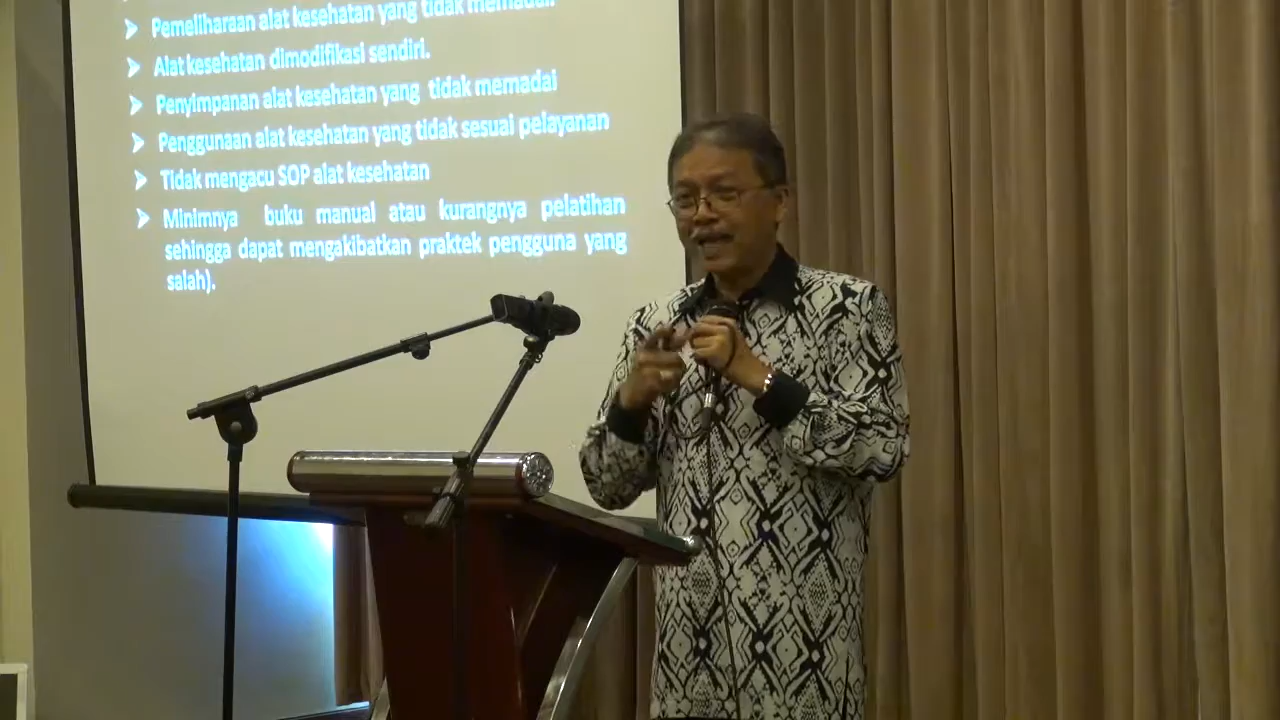 Pemeliharaan alat kesehatan yang tidak memadai.
Alat kesehatan dimodifikasi sendiri.
Penyimpanan alat kesehatan yang tidak memadai
Penggunaan alat kesehatan yang tidak sesuai pelayanan
Tidak mengacu SOP alat kesehatan
Minimnya buku manual atau kurangnya pelatihan
sehingga dapat mengakibatkan praktek pengguna yang
salah).